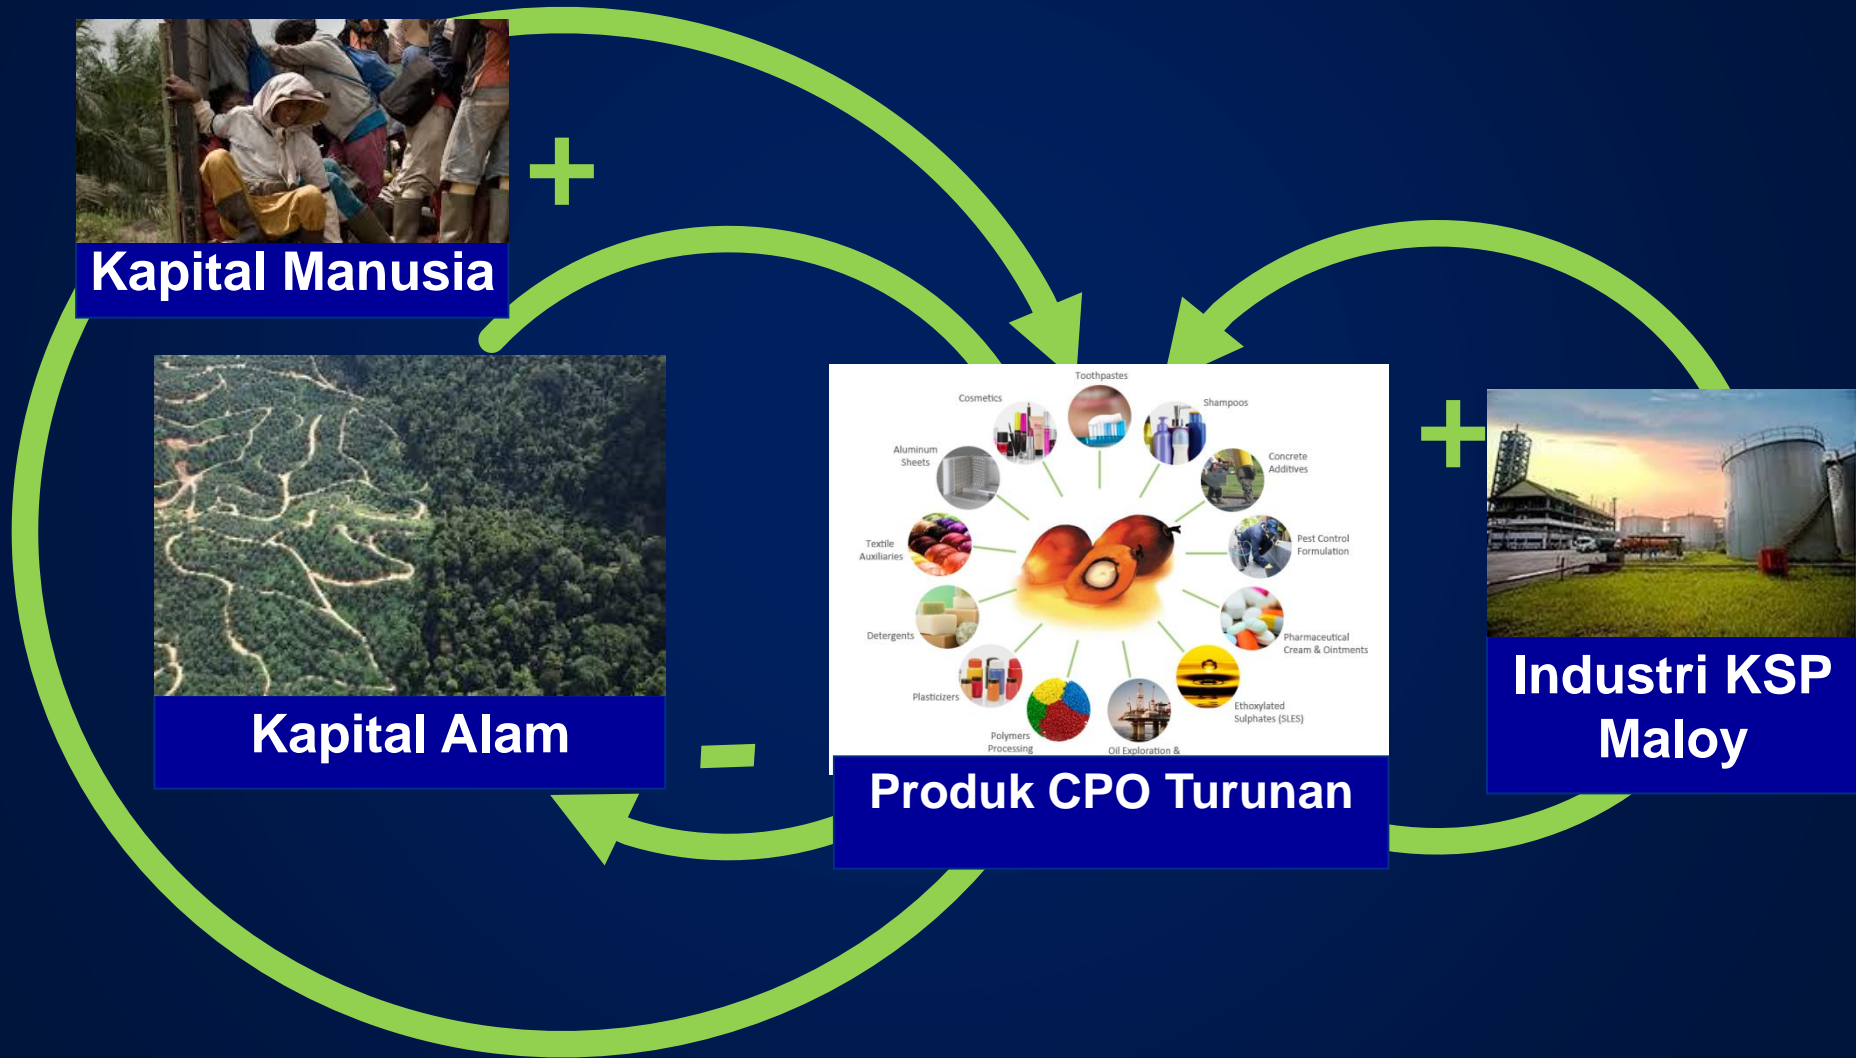 +
Kapital Manusia
Kapital Alam
-
Toothpastes
Cosmetics
Shampoos
Aluminum
Sheets
Concrete
Additives
Textile
Auxiliaries
Pest Control
Formulation
Detergents
Pharmaceutical
Cream & Ointments
Plasticizers
Ethoxylated
Sulphates (SLES)
Polymers
Processing
Oil Exploration &
Produk CPO Turunan
+
Industri KSP
Maloy